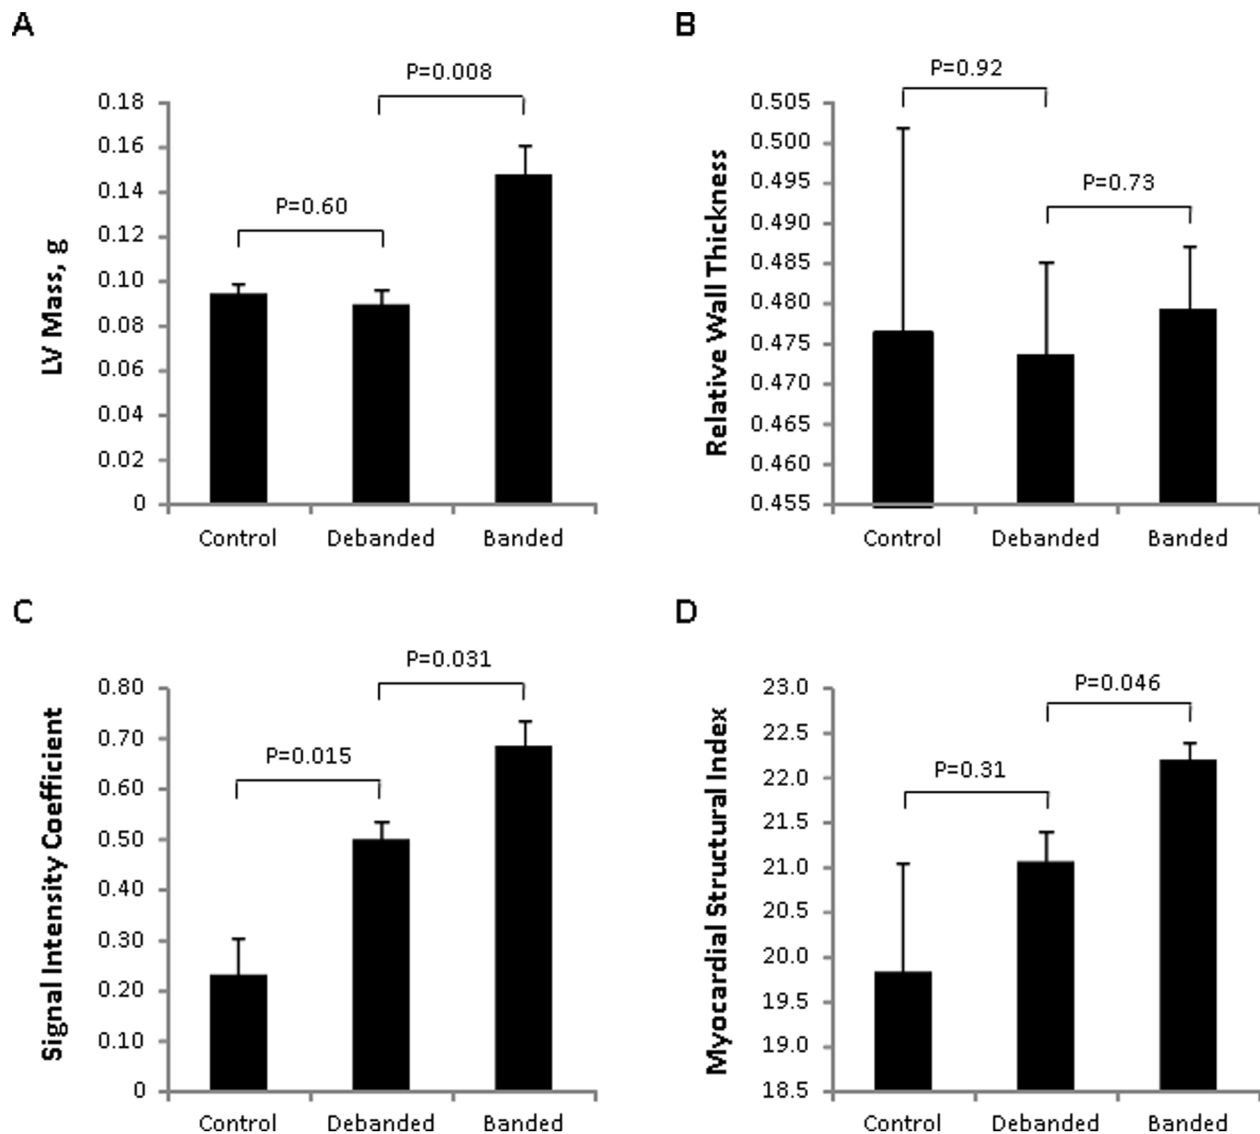 A
P=0.008
P=0.60
LV Mass, g
0.18
0.16
0.14
0.12
0.10
0.08
0.06
0.04
0.02
0
Control Debanded Banded
B
P=0.92
P=0.73
Relative Wall Thickness
0.505
0.500
0.495
0.490
0.485
0.480
0.475
0.470
0.465
0.460
0.455
Control Debanded Banded
C
P=0.031
P=0.015
Signal Intensity Coefficient
0.80
0.70
0.60
0.50
0.40
0.30
0.20
0.10
0
Control Debanded Banded
D
P=0.046
P=0.31
Myocardial Structural Index
23.0
22.5
22.0
21.5
21.0
20.5
20.0
19.5
19.0
18.5
Control Debanded Banded